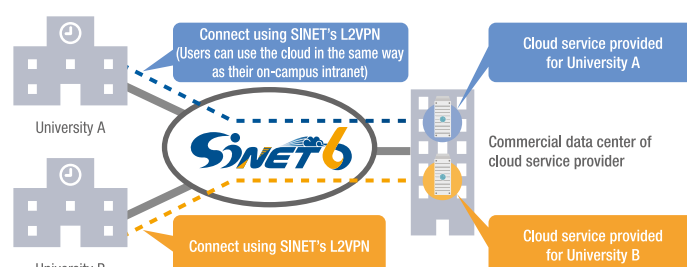 Connect using SINET's L2VPN
(Users can use the cloud in the same way
as their on-campus intranet)
Cloud service provided
for University A
University A
SINET6
Commercial data center of
cloud service provider
Connect using SINET's L2VPN
Cloud service provided
for University B
University B